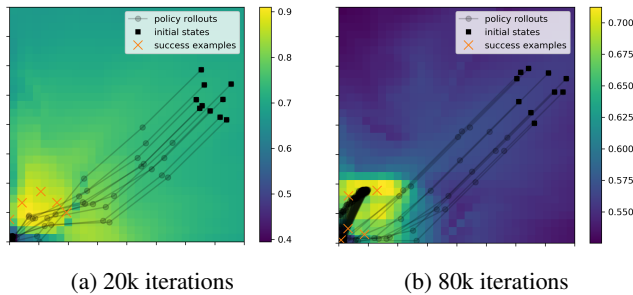 policy rollouts
initial states
success examples
0.9
0.8
0.7
0.6
0.5
0.4
(a) 20k iterations
policy rollouts
initial states
success examples
0.700
0.675
0.650
0.625
0.600
0.575
0.550
(b) 80k iterations